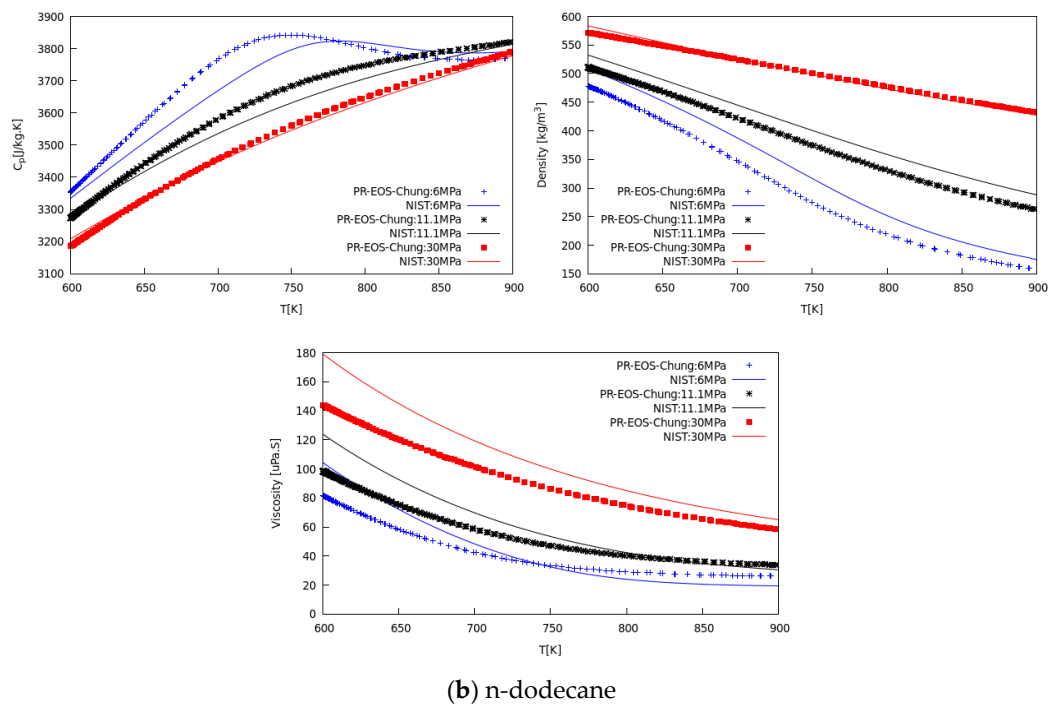 3900
3800
3700
3600
3500
3400
3300
3200
3100
Cp[J/kg.K]
PR-EOS-Chung:6MPa
NIST:6MPa
PR-EOS-Chung:11.1MPa
NIST:11.1MPa
PR-EOS-Chung:30MPa
NIST:30MPa
600 650 700 750 800 850 900
T[K]
600
550
500
450
400
350
300
250
200
150
Density [kg/m³]
PR-EOS-Chung:6MPa
NIST:6MPa
PR-EOS-Chung:11.1MPa
NIST:11.1MPa
PR-EOS-Chung:30MPa
NIST:30MPa
600 650 700 750 800 850 900
T[K]
180
160
140
120
100
80
60
40
20
0
Viscosity [uPa.S]
PR-EOS-Chung:6MPa
NIST:6MPa
PR-EOS-Chung:11.1MPa
NIST:11.1MPa
PR-EOS-Chung:30MPa
NIST:30MPa
600 650 700 750 800 850 900
T[K]
(b) n-dodecane